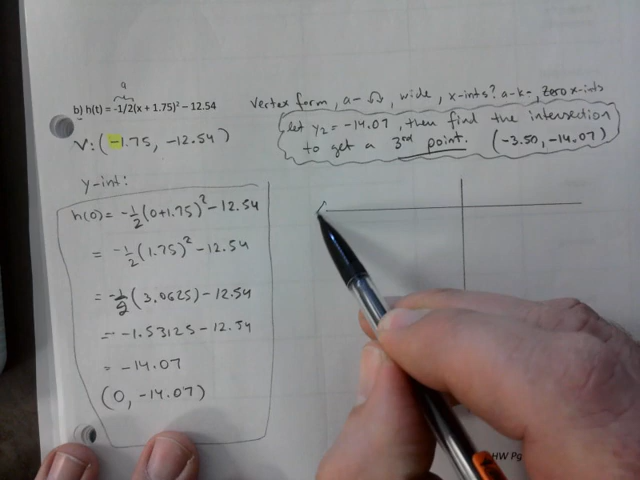 a
b) h(t) = -1/2(x + 1.75)² – 12.54
Vertex form, a - ∩, wide, x-ints? a - k -, zero x-ints
V: (-1.75, -12.54)
let y₂ = -14.07, then find the intersection
to get a 3rd point. (-3.50, -14.07)
y-int:
h(0) = -1/2(0+1.75)² - 12.54
= -1/2(1.75)² - 12.54
= -1/2(3.0625) - 12.54
= -1.53125 - 12.54
= -14.07
(0, -14.07)
HW Pg